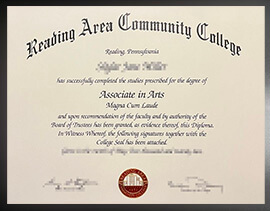 Reading Area Community College
Reading, Pennsylvania
has successfully completed the studies prescribed for the degree of
Associate in Arts
Magna Cum Laude
and upon recommendation of the faculty and by authority of the
Board of Trustees has been granted, as evidence thereof, this Diploma.
In Witness Whereof, the following signatures together with the
College Seal has been attached.